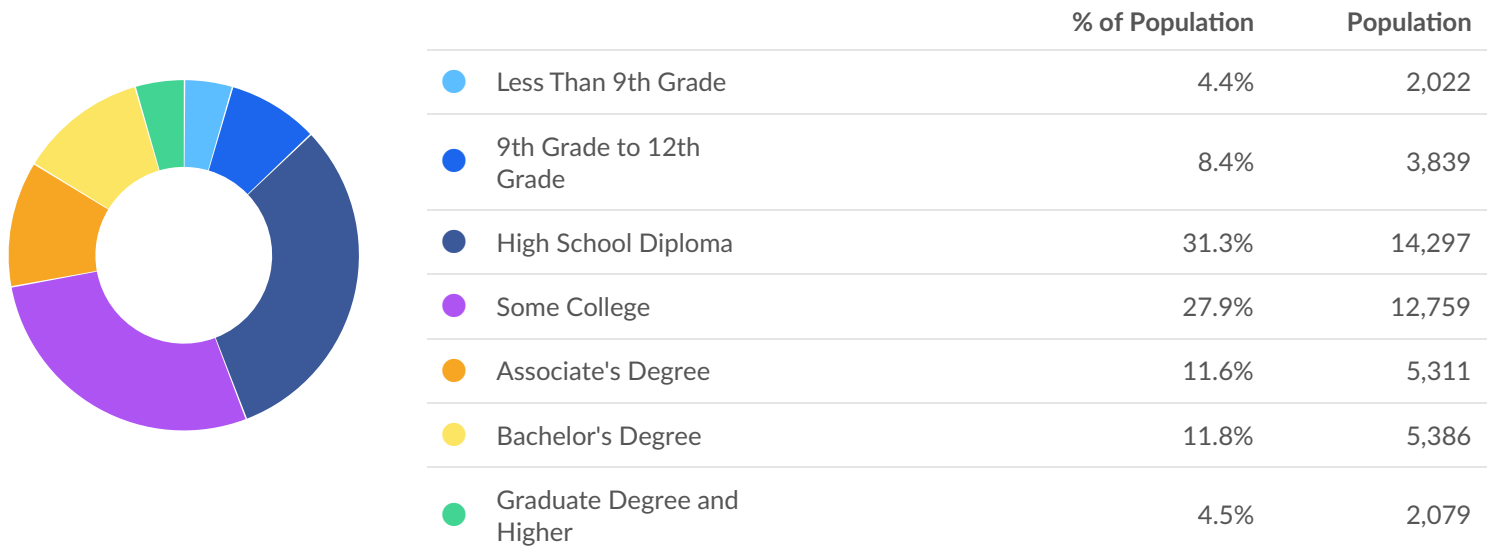 % of Population Population
Less Than 9th Grade 4.4% 2,022
9th Grade to 12th
Grade 8.4% 3,839
High School Diploma 31.3% 14,297
Some College 27.9% 12,759
Associate's Degree 11.6% 5,311
Bachelor's Degree 11.8% 5,386
Graduate Degree and
Higher 4.5% 2,079